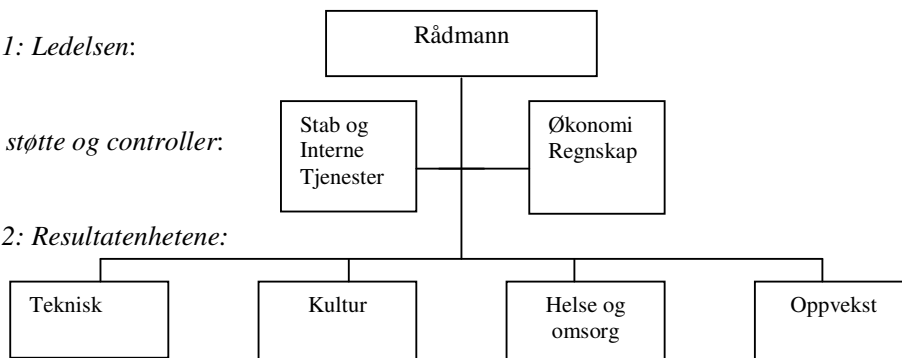 1: Ledelsen:
Rådmann
støtte og controller:
Stab og
Interne
Tjenester
Økonomi
Regnskap
2: Resultatenhetene:
Teknisk
Kultur
Helse og
omsorg
Oppvekst